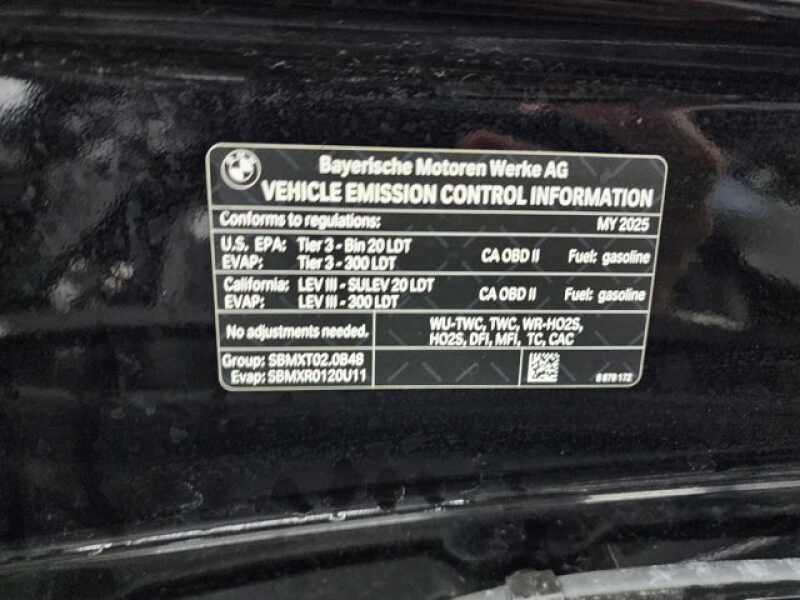 Bayerische Motoren Werke AG
VEHICLE EMISSION CONTROL INFORMATION
Conforms to regulations: MY 2025
U.S. EPA: Tier 3 - Bin 20 LDT CA OBD II Fuel: gasoline
EVAP: Tier 3 - 300 LDT
California: LEV III - SULEV 20 LDT CA OBD II Fuel: gasoline
EVAP: LEV III - 300 LDT
No adjustments needed.
WU-TWC, TWC, WR-HO2S,
HO2S, DFI, MFI, TC, CAC
Group: SBMXT02.0B48
Evap: SBMXR0120U11